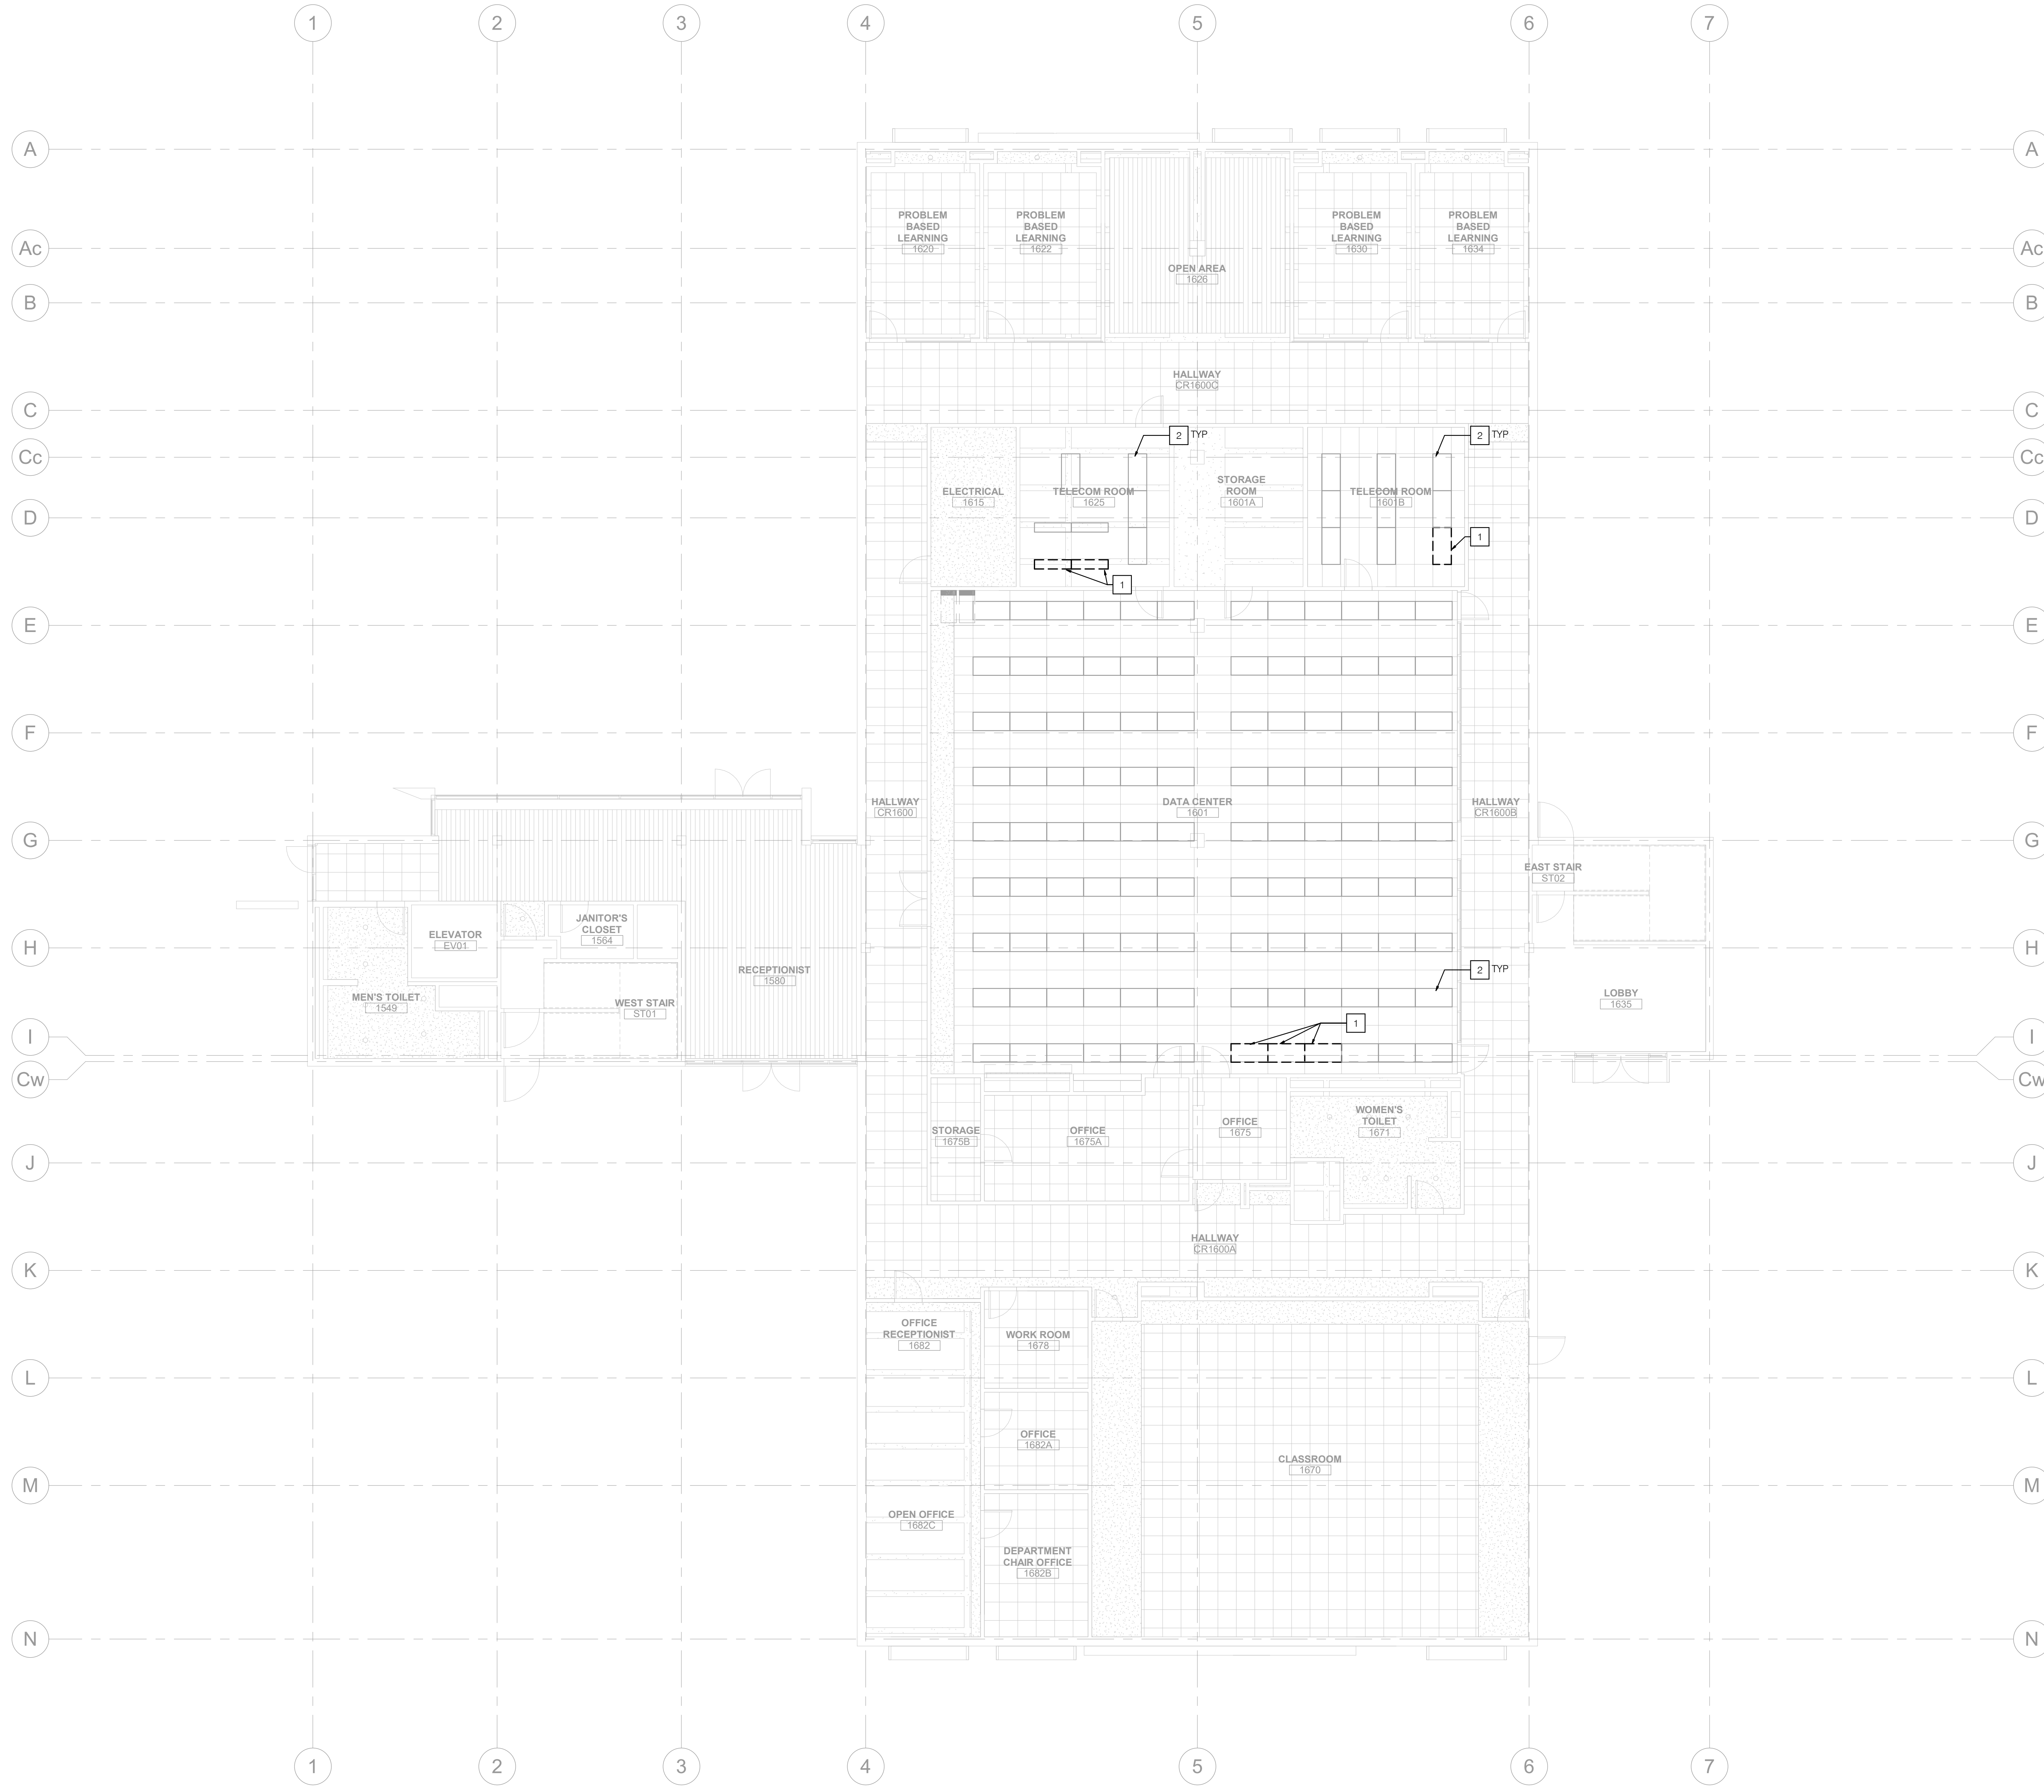 1 2 3 4 5 6 7
A A
PROBLEM BASED LEARNING 1620
PROBLEM BASED LEARNING 1622
PROBLEM BASED LEARNING 1630
PROBLEM BASED LEARNING 1634
Ac Ac
OPEN AREA
1626
B B
HALLWAY
CR1600C
C C
2 TYP
2 TYP
Cc Cc
ELECTRICAL
1615
TELECOM ROOM
1625
STORAGE
ROOM
1601A
TELECOM ROOM
1601B
D D
1
1
E E
F F
HALLWAY
CR1600
DATA CENTER
1601
HALLWAY
CR1600B
G G
EAST STAIR
ST02
JANITOR'S
CLOSET
1564
ELEVATOR
EV01
H H
RECEPTIONIST
1580
2 TYP
MEN'S TOILET
1549
WEST STAIR
ST01
LOBBY
1635
1
I I
Cw Cw
STORAGE
1675B
OFFICE
1675A
OFFICE
1675
WOMEN'S
TOILET
1671
J J
HALLWAY
CR1600A
K K
OFFICE
RECEPTIONIST
1682
WORK ROOM
1678
L L
OFFICE
1682A
CLASSROOM
1670
M M
OPEN OFFICE
1682C
DEPARTMENT
CHAIR OFFICE
1682B
N N
1 2 3 4 5 6 7